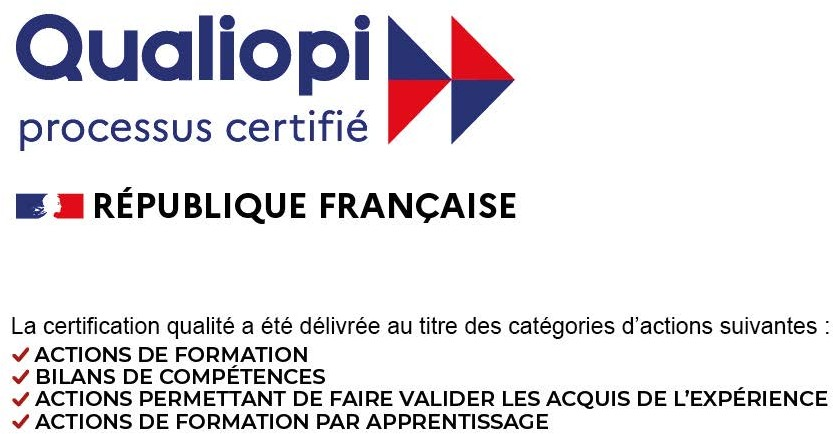 Qualiopi
processus certifié
RÉPUBLIQUE FRANÇAISE
La certification qualité a été délivrée au titre des catégories d’actions suivantes :
ACTIONS DE FORMATION
BILANS DE COMPÉTENCES
ACTIONS PERMETTANT DE FAIRE VALIDER LES ACQUIS DE L’EXPÉRIENCE
ACTIONS DE FORMATION PAR APPRENTISSAGE